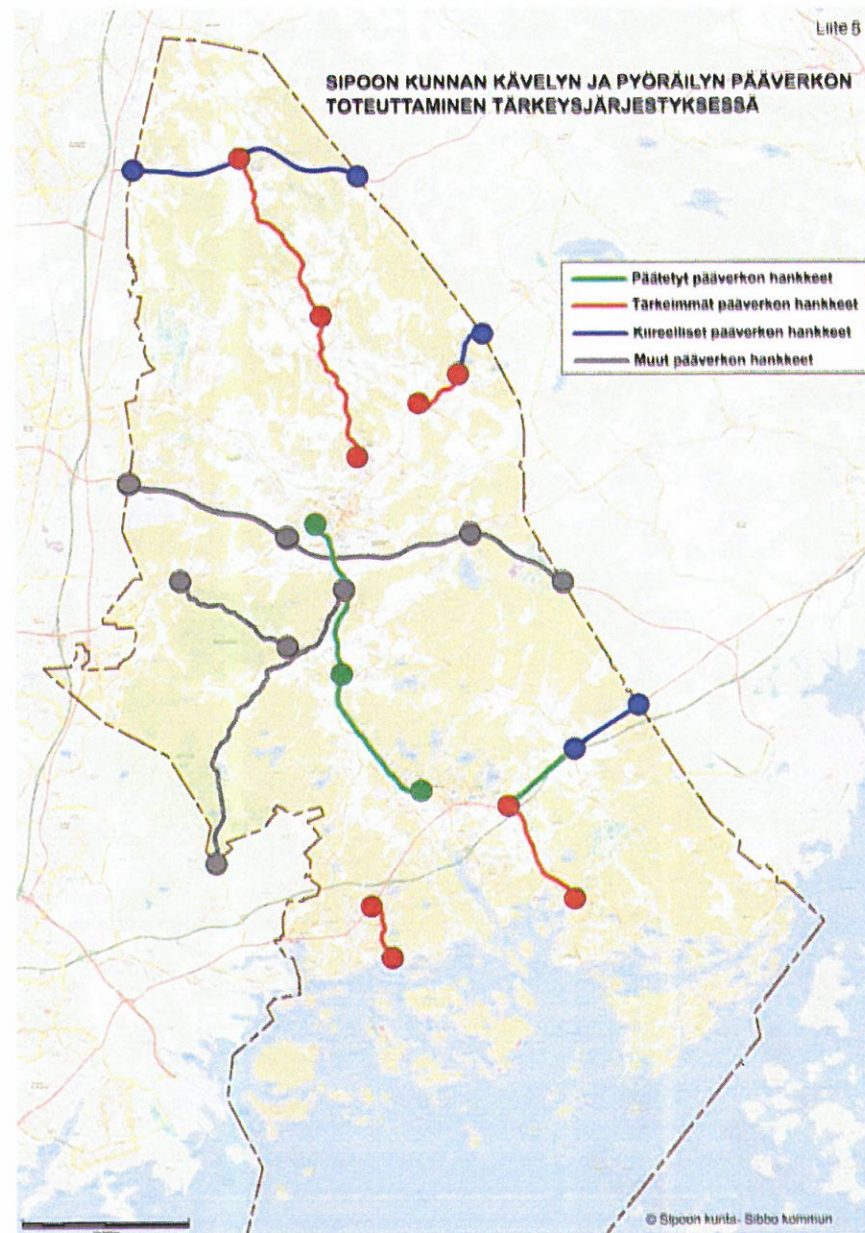 Liite 5
SIPOON KUNNAN KÄVELYN JA PYÖRÄILYN PÄÄVERKON
TOTEUTTAMINEN TÄRKEYSJÄRJESTYKSESSÄ
Päätetyt pääverkon hankkeet
Tärkeimmät pääverkon hankkeet
Kiireelliset pääverkon hankkeet
Muut pääverkon hankkeet
© Sipoon kunta- Sibbo kommun